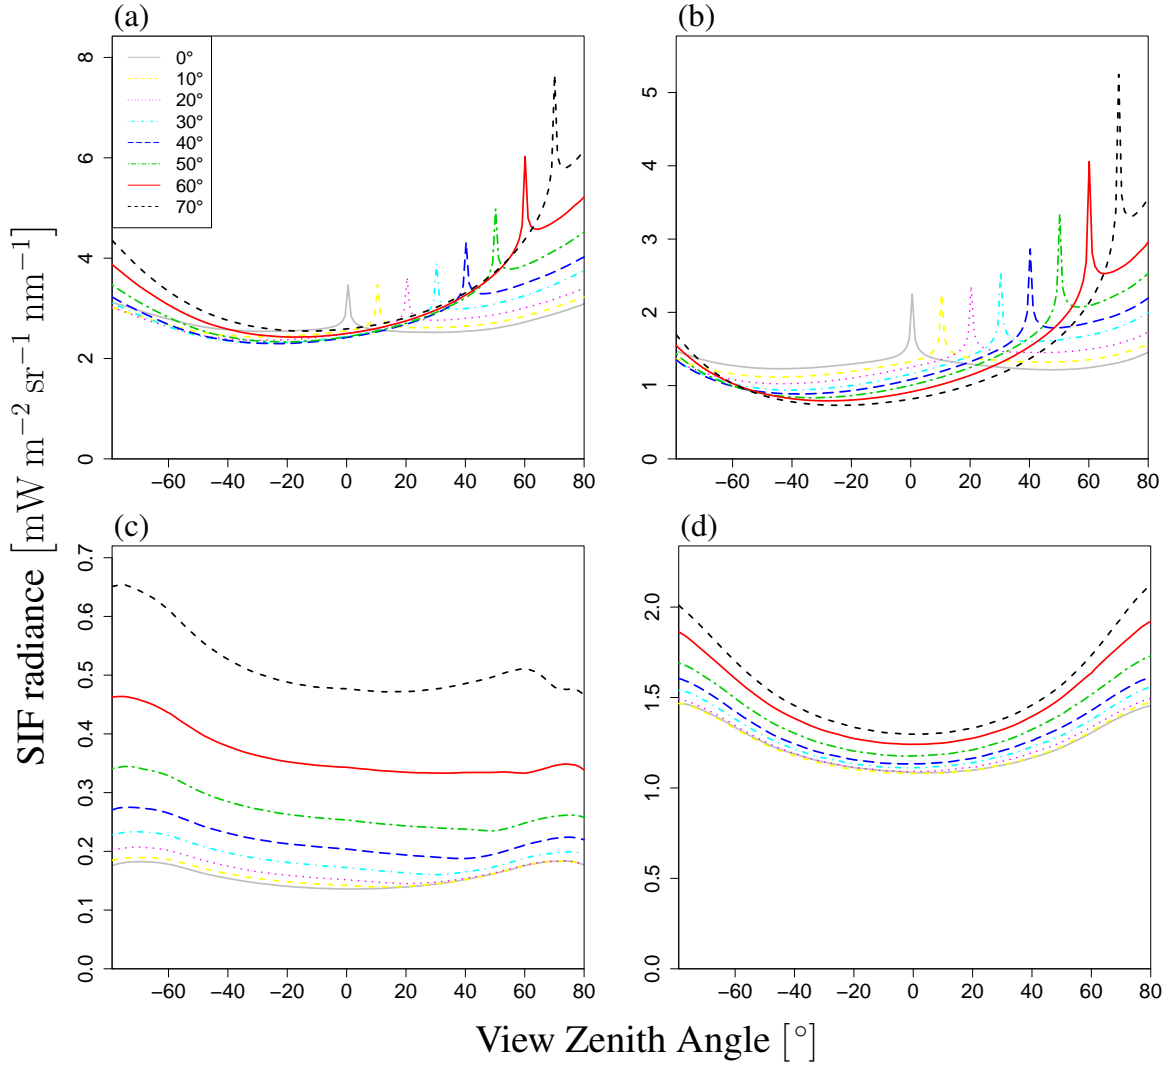 (a)
(b)
0°
10°
20°
30°
40°
50°
60°
70°
0 2 4 6 8
−60 −40 −20 0 20 40 60 80
0 1 2 3 4 5
−60 −40 −20 0 20 40 60 80
(c)
(d)
0.0 0.1 0.2 0.3 0.4 0.5 0.6 0.7
−60 −40 −20 0 20 40 60 80
0.0 0.5 1.0 1.5 2.0
−60 −40 −20 0 20 40 60 80
SIF radiance [mW m⁻² sr⁻¹ nm⁻¹]
View Zenith Angle [°]